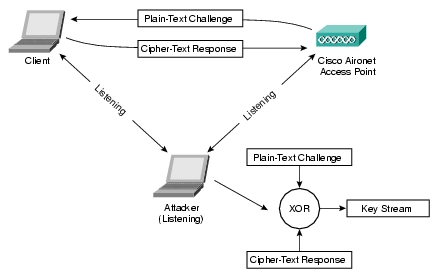 Plain-Text Challenge
Cipher-Text Response
Client
Cisco Aironet
Access Point
Listening
Listening
Plain-Text Challenge
Attacker
(Listening)
XOR
Key Stream
Cipher-Text Response